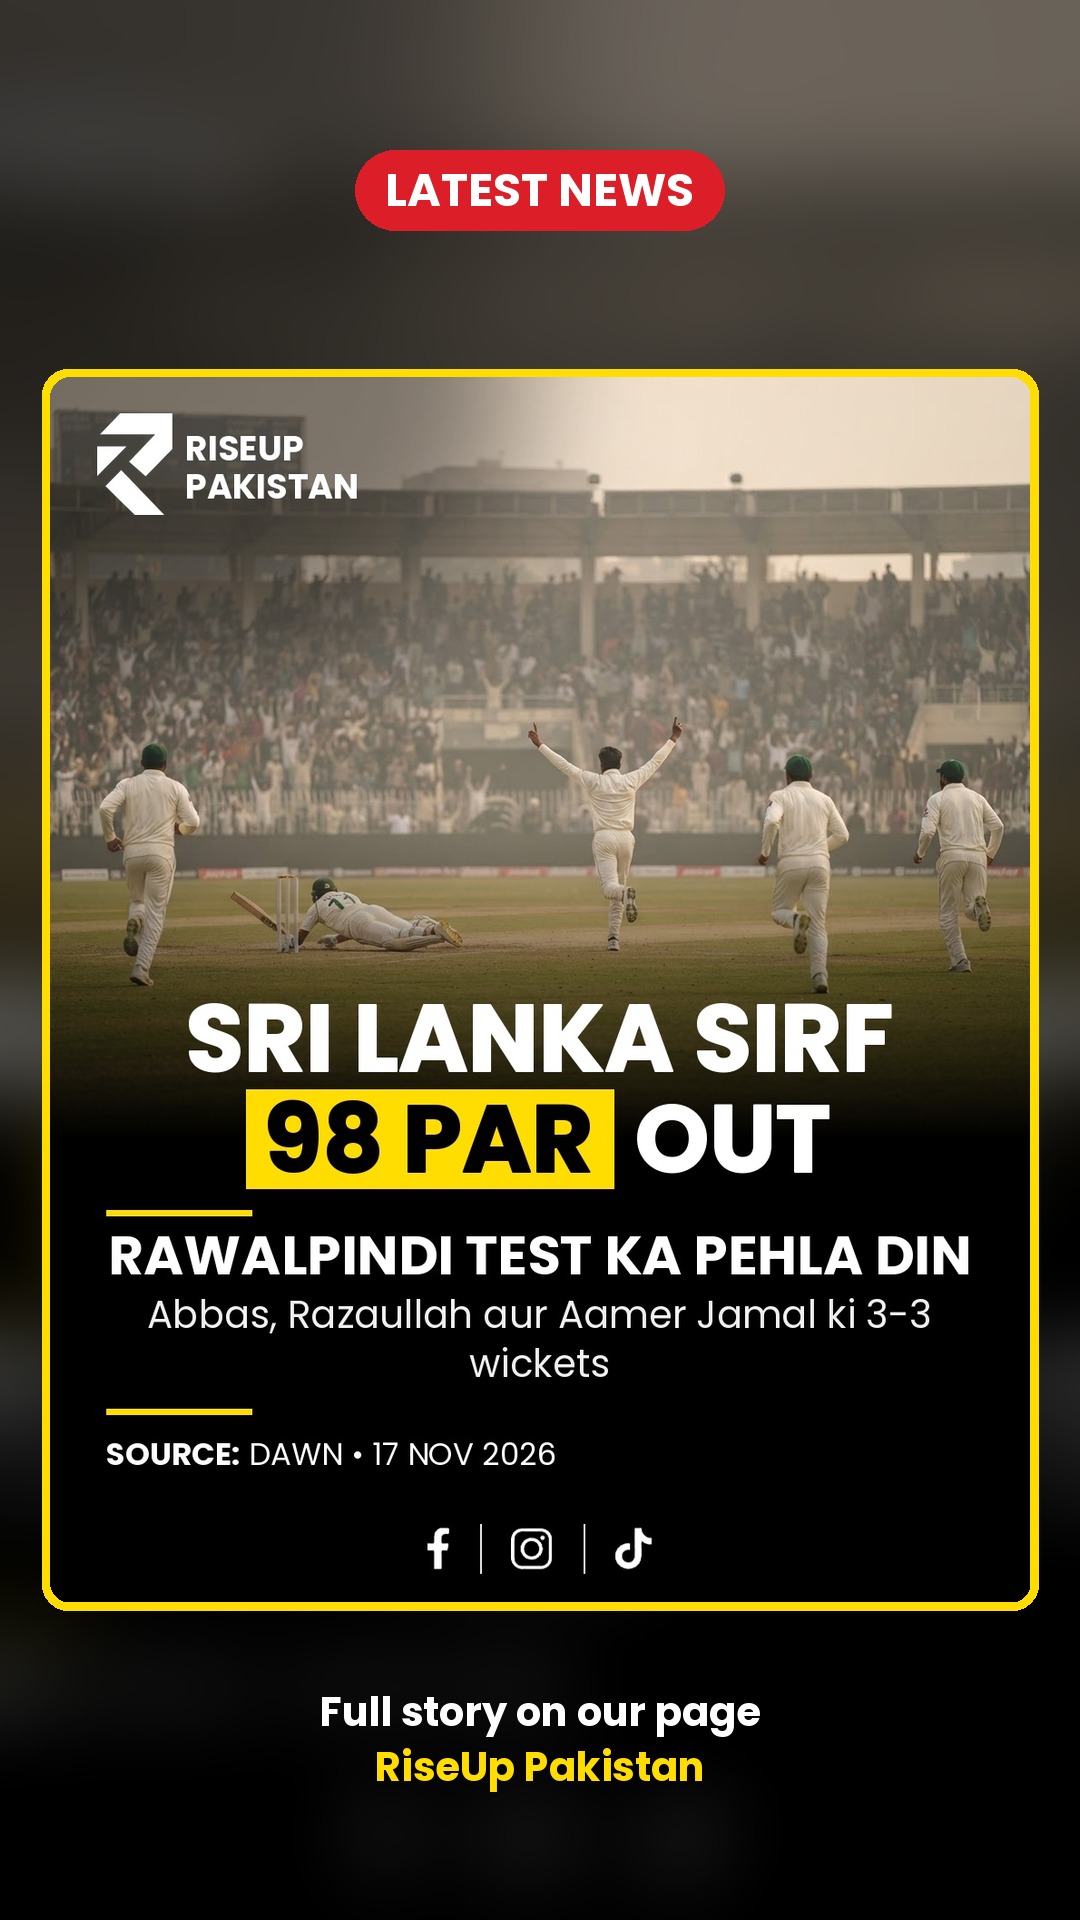 LATEST NEWS
RISEUP
PAKISTAN
SRI LANKA SIRF
98 PAR OUT
RAWALPINDI TEST KA PEHLA DIN
Abbas, Razaullah aur Aamer Jamal ki 3-3
wickets
SOURCE: DAWN • 17 NOV 2026
Full story on our page
RiseUp Pakistan